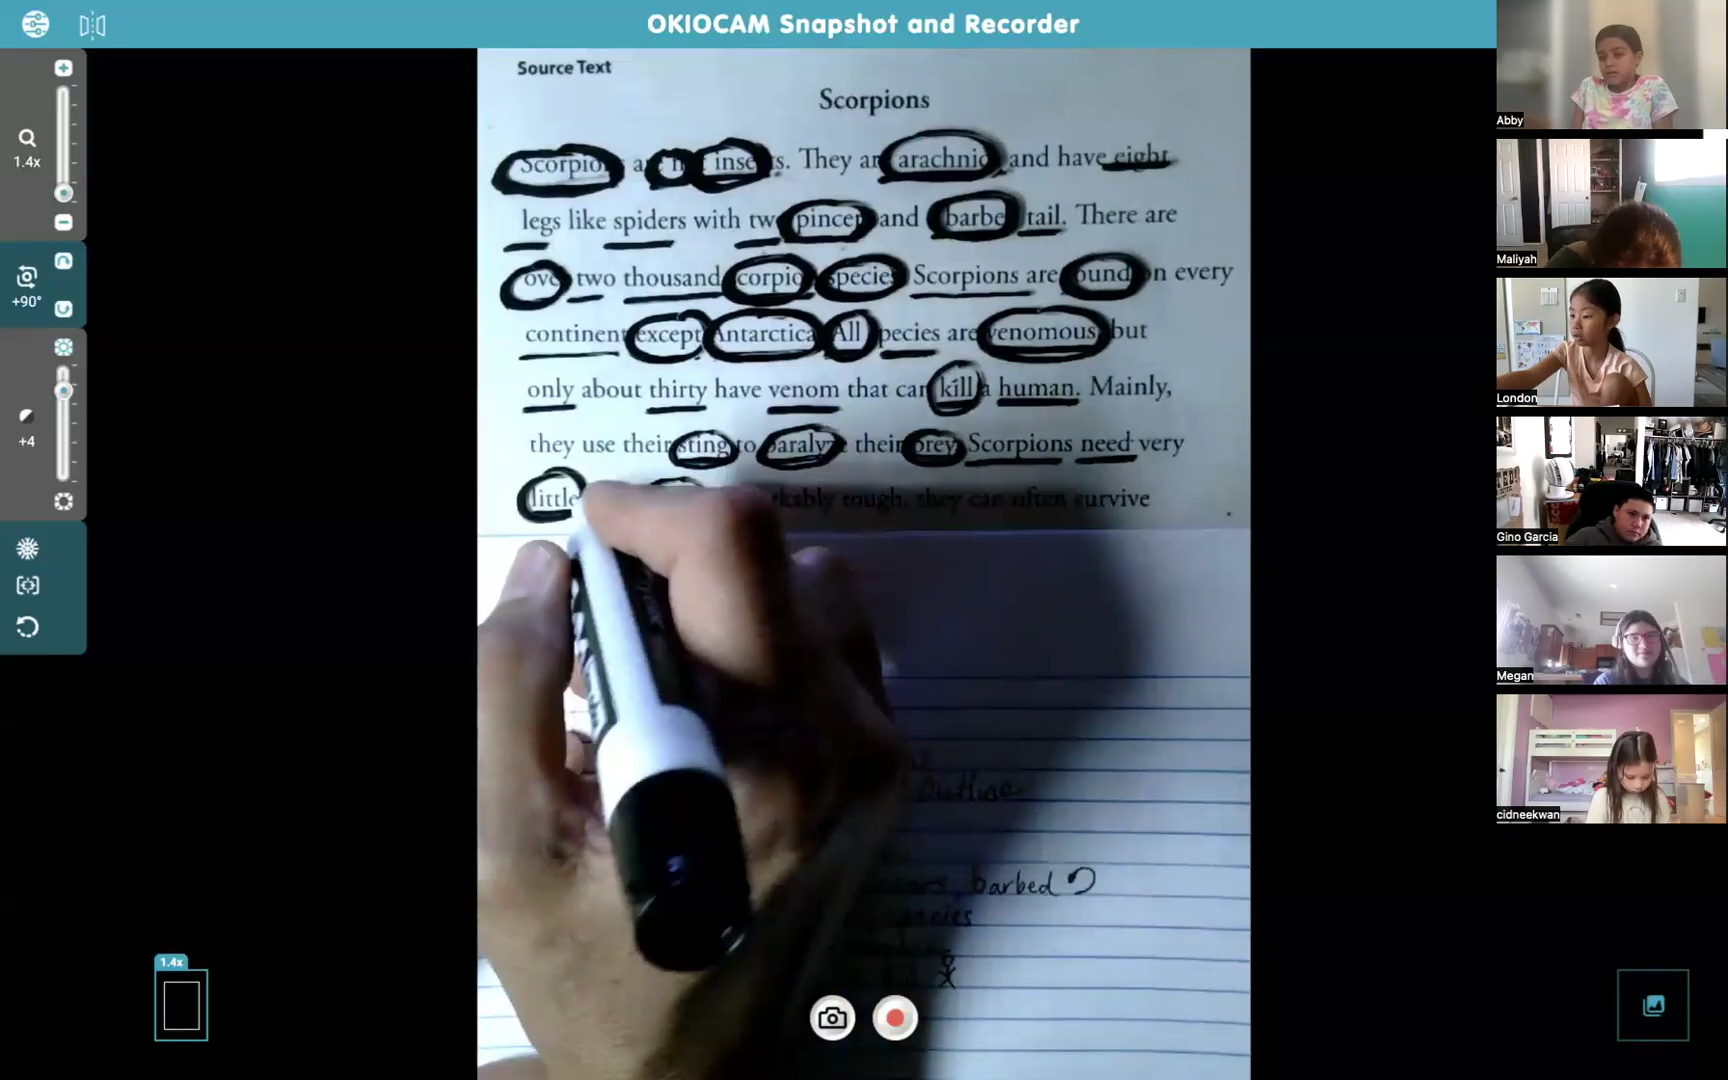 OKIOCAM Snapshot and Recorder
1.4x
+90°
+4
Source Text
Scorpions
Scorpions are not insects. They are arachnids and have eight
legs like spiders with two pincers and barbed tail. There are
over two thousand scorpion species. Scorpions are found on every
continent except Antarctica. All species are venomous but
only about thirty have venom that can kill a human. Mainly,
they use their sting to paralyze their prey. Scorpions need very
little rkably tough, they can often survive
Outline
barbed
species
1.4x
Abby
Maliyah
London
Gino Garcia
Megan
cidneekwan